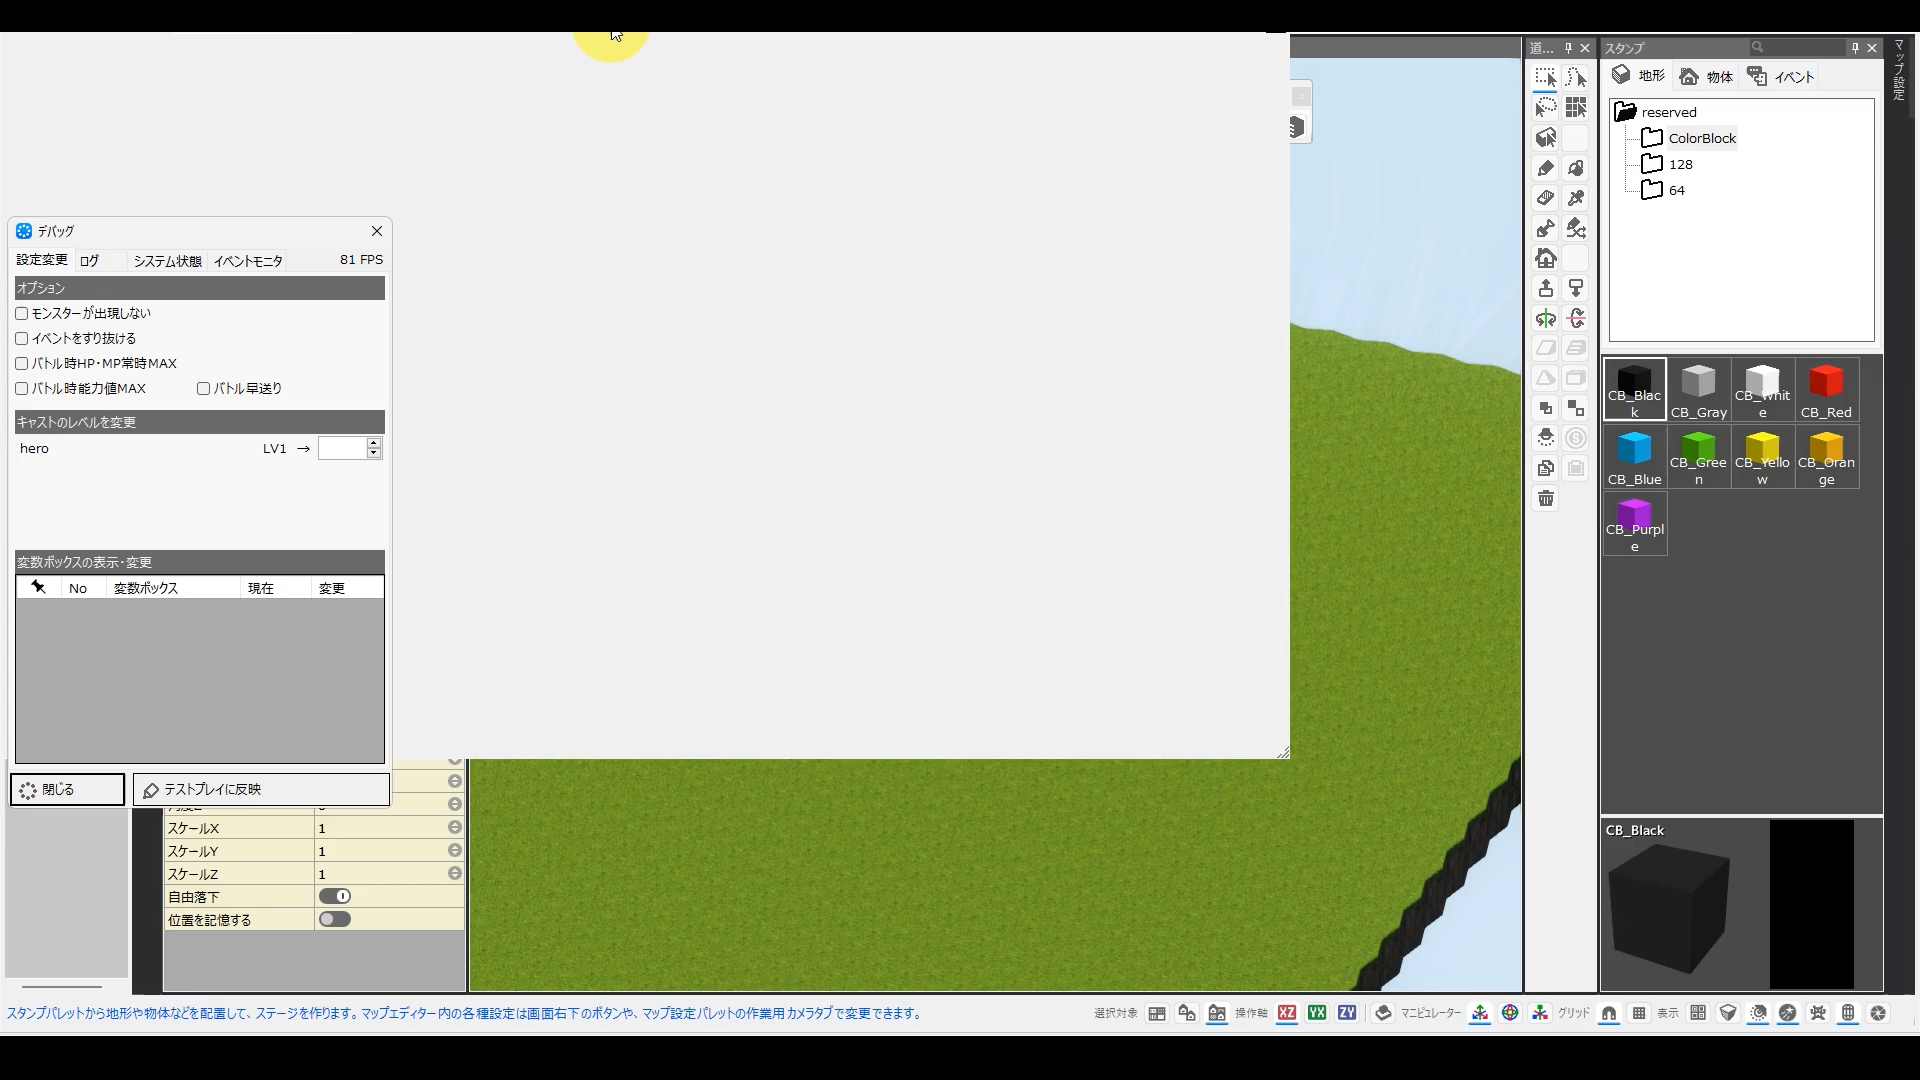 デバッグ
設定変更 ログ システム状態 イベントモニタ 81 FPS
オプション
モンスターが出現しない
イベントをすり抜ける
バトル時HP・MP常時MAX
バトル時能力値MAX バトル早送り
キャストのレベルを変更
hero LV1 →
変数ボックスの表示・変更
No 変数ボックス 現在 変更
閉じる テストプレイに反映
スケールX 1
スケールY 1
スケールZ 1
自由落下
位置を記憶する
道...
スタンプ
地形 物体 イベント
reserved
ColorBlock
128
64
CB_Black CB_Gray CB_White CB_Red
CB_Blue CB_Green CB_Yellow CB_Orange
CB_Purple
CB_Black
マップ設定
スタンプパレットから地形や物体などを配置して、ステージを作ります。マップエディター内の各種設定は画面右下のボタンや、マップ設定パレットの作業用カメラタブで変更できます。
選択対象 操作軸 XZ YX ZY マニピュレーター グリッド 表示